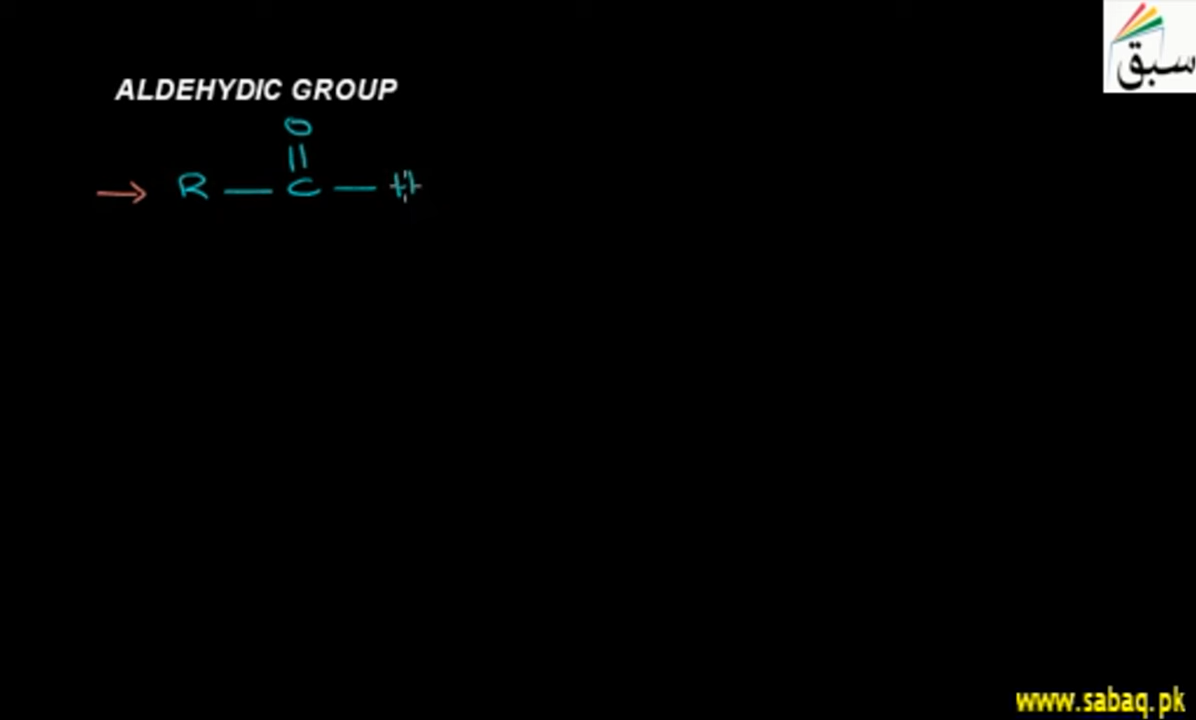 سبق
ALDEHYDIC GROUP
O
||
→ R — C — H
www.sabaq.pk